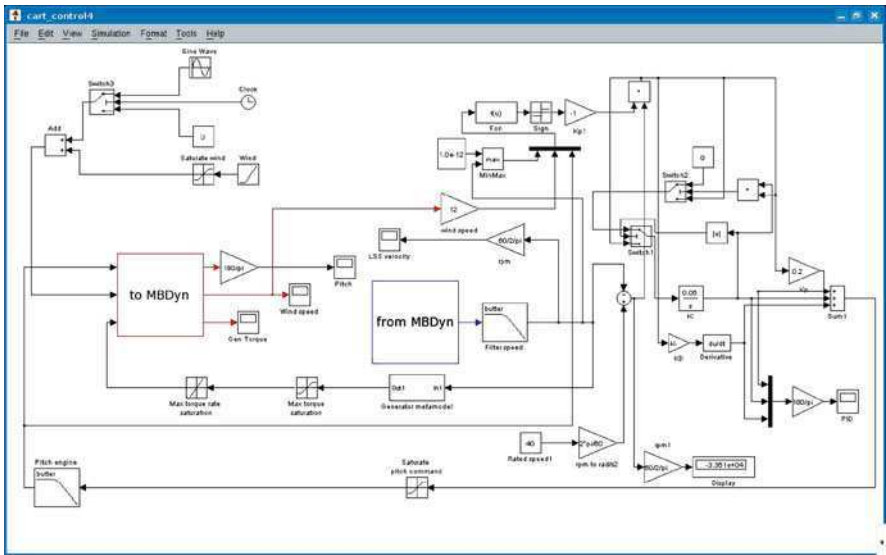 cart_control4
File Edit View Simulation Format Tools Help
Sine Wave
Switch3
Clock
Add
Saturate wind
Wind
f(u)
Fcn
Sign
-1
Kp1
1.0e-12
max
MinMax
0
Switch2
12
wind speed
[x]
Switch1
60/2/pi
rpm
LSS velocity
180/pi
Pitch
to MBDyn
Wind speed
Gen Torque
from MBDyn
butter
Filter speed
0.2
Kp
0.05
s
Sum1
du/dt
Derivative
Out1
In1
Generator metamodel
Max torque rate
saturation
Max torque
saturation
180/pi
PID
40
Rated speed1
2*pi/60
rpm to rad/s2
rpm1
60/2/pi
-3.361e+04
Display
Pitch engine
butter
Saturate
pitch command